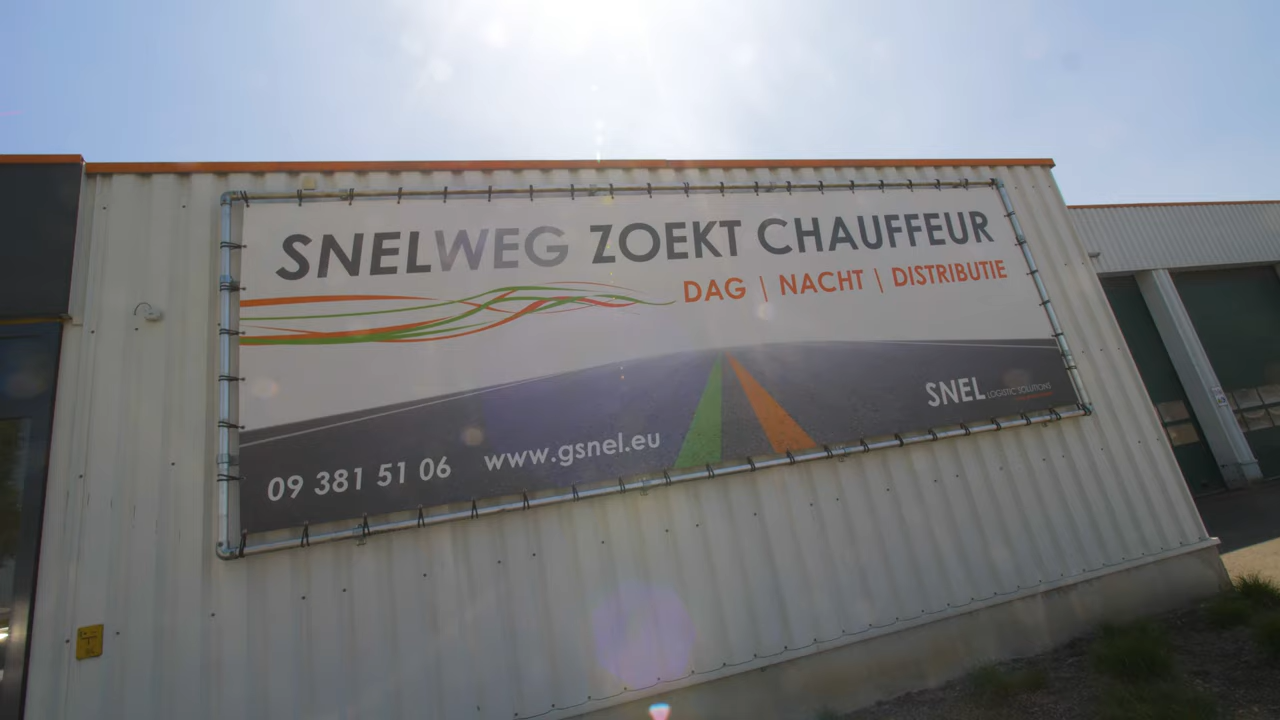 SNELWEG ZOEKT CHAUFFEUR
DAG | NACHT | DISTRIBUTIE
SNEL LOGISTIC SOLUTIONS
www.gsnel.eu
09 381 51 06